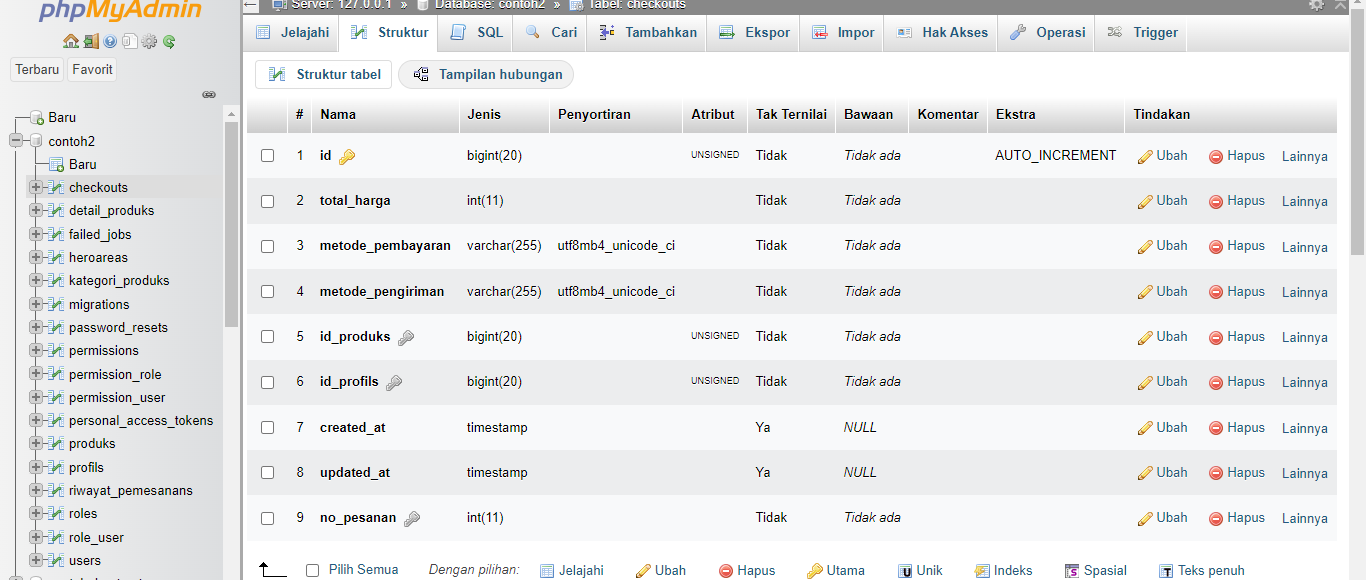 phpMyAdmin
Server: 127.0.0.1 » Database: contoh2 » Tabel: checkouts
Jelajahi Struktur SQL Cari Tambahkan Ekspor Impor Hak Akses Operasi Trigger
Terbaru Favorit
Struktur tabel Tampilan hubungan
Baru
contoh2
Baru
checkouts
detail_produks
failed_jobs
heroareas
kategori_produks
migrations
password_resets
permissions
permission_role
permission_user
personal_access_tokens
produks
profils
riwayat_pemesanans
roles
role_user
users
# Nama Jenis Penyortiran Atribut Tak Ternilai Bawaan Komentar Ekstra Tindakan
1 id bigint(20) UNSIGNED Tidak Tidak ada AUTO_INCREMENT Ubah Hapus Lainnya
2 total_harga int(11) Tidak Tidak ada Ubah Hapus Lainnya
3 metode_pembayaran varchar(255) utf8mb4_unicode_ci Tidak Tidak ada Ubah Hapus Lainnya
4 metode_pengiriman varchar(255) utf8mb4_unicode_ci Tidak Tidak ada Ubah Hapus Lainnya
5 id_produks bigint(20) UNSIGNED Tidak Tidak ada Ubah Hapus Lainnya
6 id_profils bigint(20) UNSIGNED Tidak Tidak ada Ubah Hapus Lainnya
7 created_at timestamp Ya NULL Ubah Hapus Lainnya
8 updated_at timestamp Ya NULL Ubah Hapus Lainnya
9 no_pesanan int(11) Tidak Tidak ada Ubah Hapus Lainnya
Pilih Semua Dengan pilihan: Jelajahi Ubah Hapus Utama Unik Indeks Spasial Teks penuh